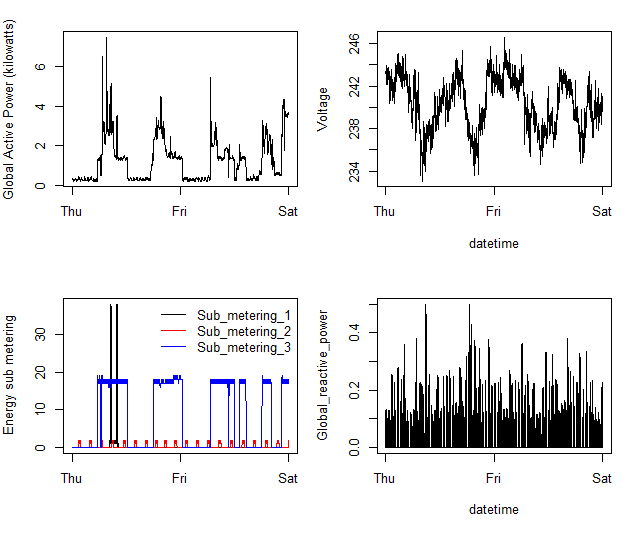 Global Active Power (kilowatts)
0 2 4 6
Thu Fri Sat
Voltage
234 238 242 246
Thu Fri Sat
datetime
Energy sub metering
0 10 20 30
Sub_metering_1
Sub_metering_2
Sub_metering_3
Thu Fri Sat
Global_reactive_power
0.0 0.2 0.4
Thu Fri Sat
datetime